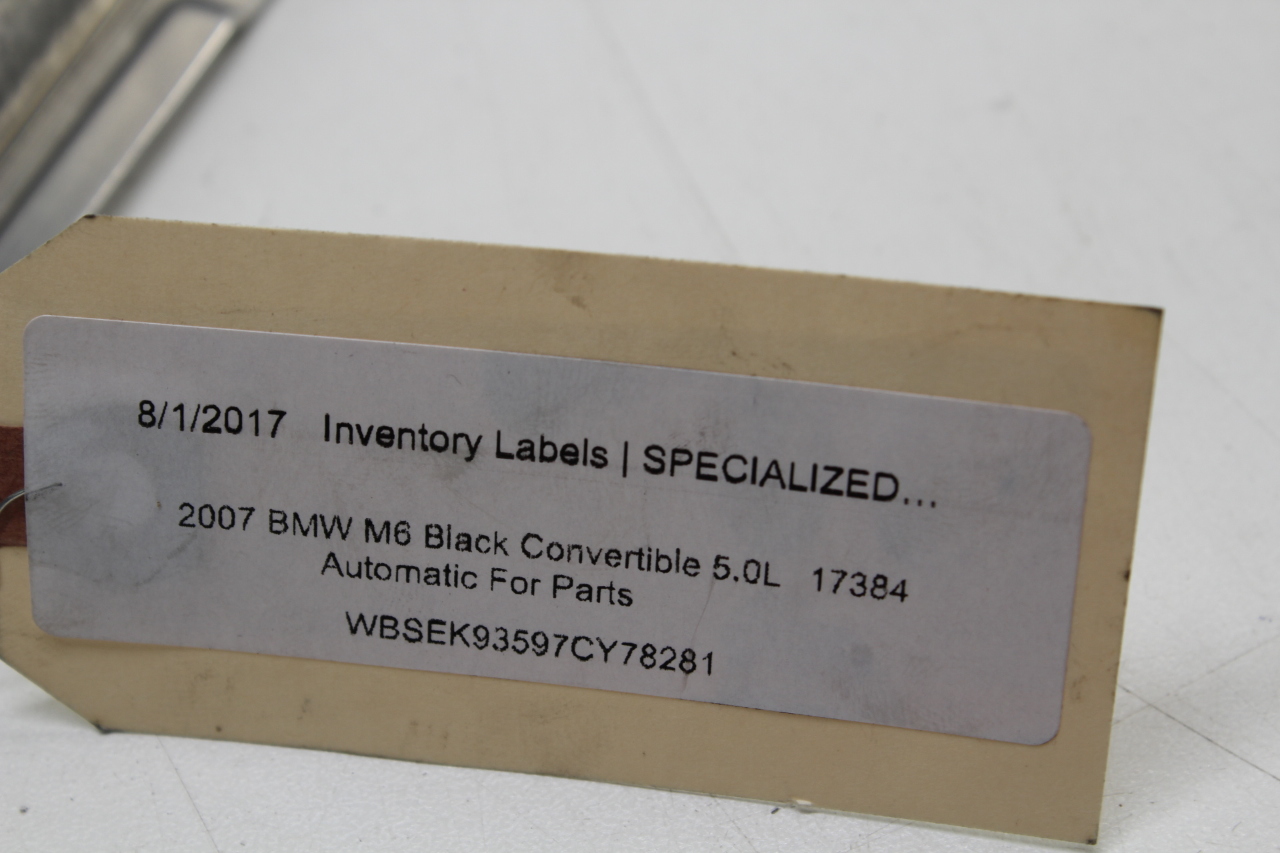 8/1/2017 Inventory Labels | SPECIALIZED...
2007 BMW M6 Black Convertible 5.0L 17384
Automatic For Parts
WBSEK93597CY78281